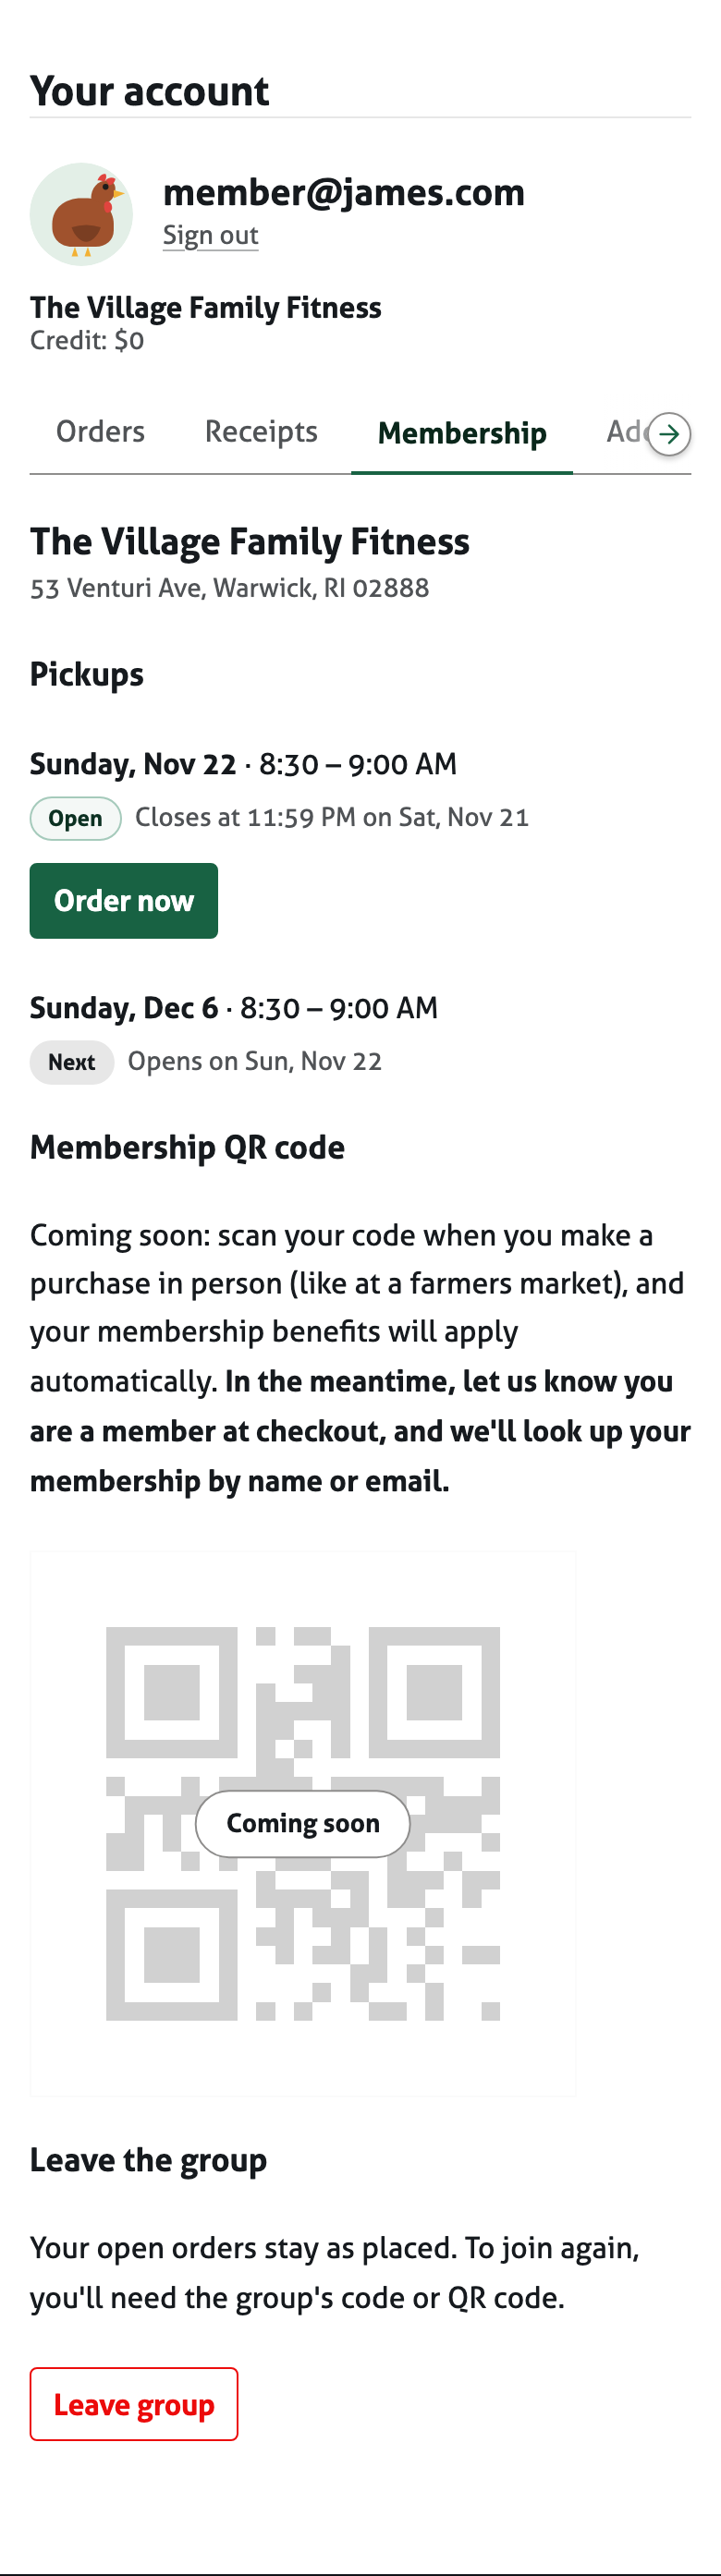 Your account
member@james.com
Sign out
The Village Family Fitness
Credit: $0
Orders Receipts Membership
The Village Family Fitness
53 Venturi Ave, Warwick, RI 02888
Pickups
Sunday, Nov 22 · 8:30 – 9:00 AM
Open Closes at 11:59 PM on Sat, Nov 21
Order now
Sunday, Dec 6 · 8:30 – 9:00 AM
Next Opens on Sun, Nov 22
Membership QR code
Coming soon: scan your code when you make a
purchase in person (like at a farmers market), and
your membership benefits will apply
automatically. In the meantime, let us know you
are a member at checkout, and we'll look up your
membership by name or email.
Coming soon
Leave the group
Your open orders stay as placed. To join again,
you'll need the group's code or QR code.
Leave group